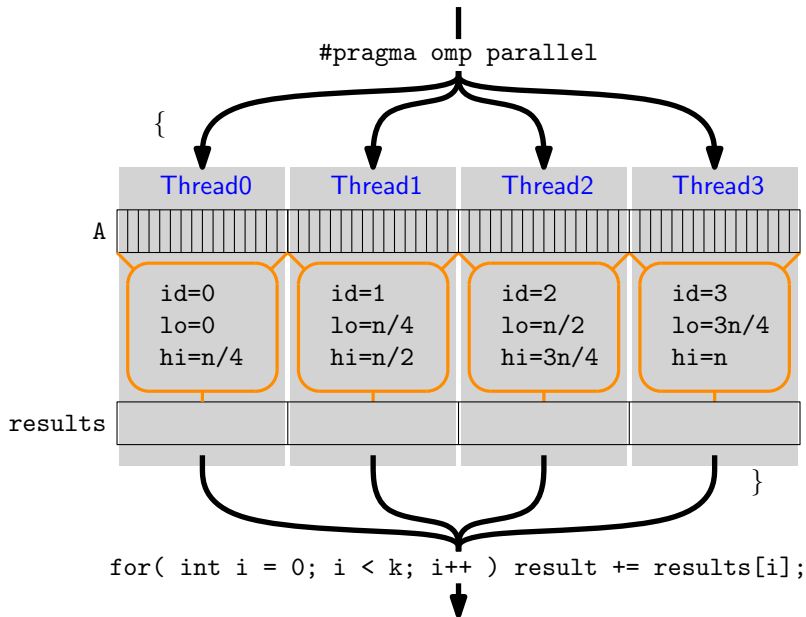 #pragma omp parallel
{
Thread0 Thread1 Thread2 Thread3
A
id=0 id=1 id=2 id=3
lo=0 lo=n/4 lo=n/2 lo=3n/4
hi=n/4 hi=n/2 hi=3n/4 hi=n
results
}
for( int i = 0; i < k; i++ ) result += results[i];